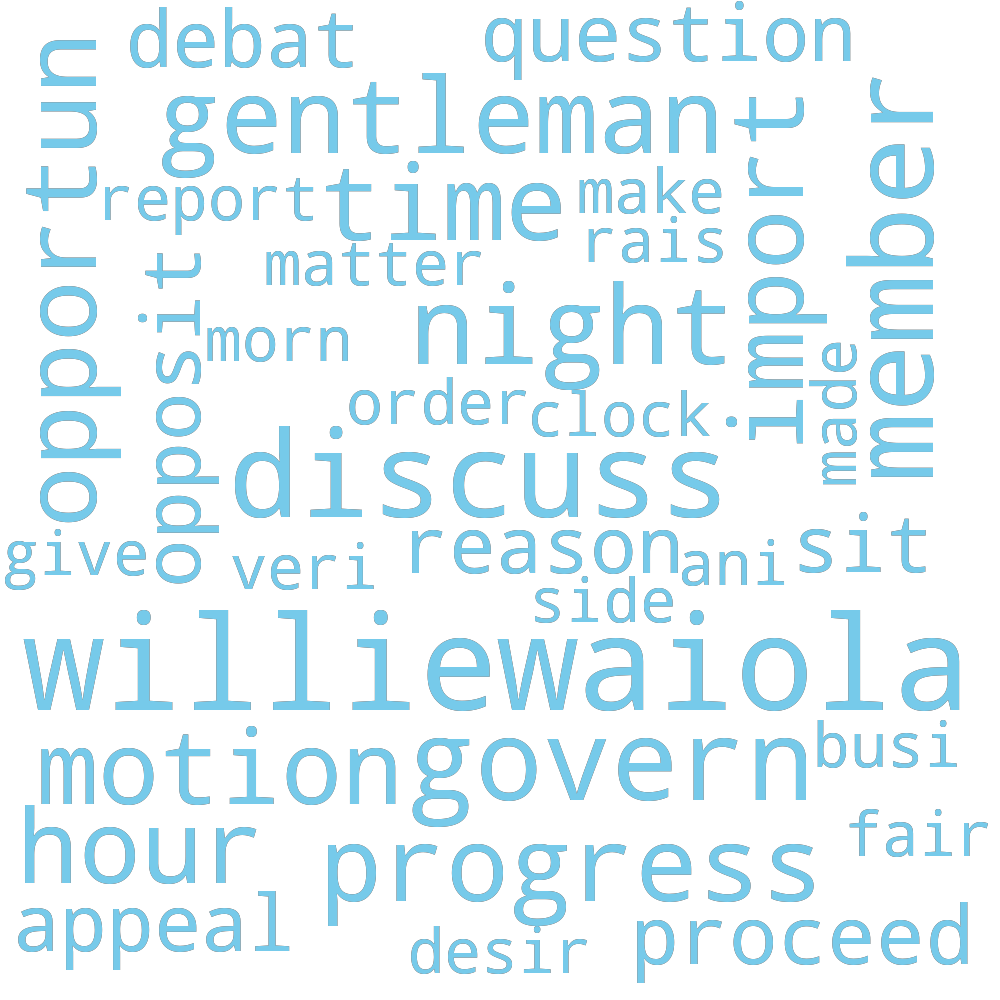 debat
question
opportun
gentleman
import
member
report
time
make
rais
opposit
matter
night
morn
made
order
clock
discuss
give
veri
reason
ani
sit
side
williewaiola
motion
govern
busi
hour
progress
fair
appeal
desir
proceed